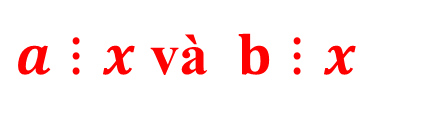 a ⋮ x và b ⋮ x